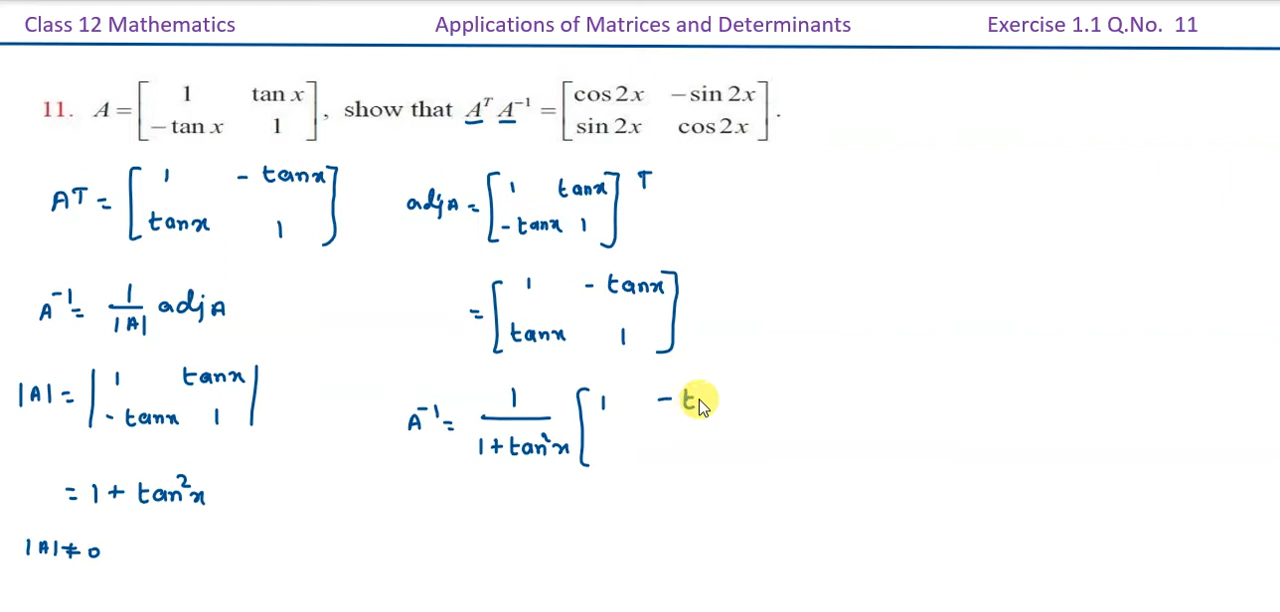 Class 12 Mathematics Applications of Matrices and Determinants Exercise 1.1 Q.No. 11
11. A = [ 1 tan x ; − tan x 1 ], show that Aᵀ A⁻¹ = [ cos 2x − sin 2x ; sin 2x cos 2x ].
AT = [ 1 - tanx ; tanx 1 ]
A⁻¹ = 1/|A| adj A
|A| = | 1 tanx ; - tanx 1 |
= 1 + tan²x
|A| ≠ 0
adj A = [ 1 tanx ; - tanx 1 ]ᵀ
= [ 1 - tanx ; tanx 1 ]
A⁻¹ = 1/(1 + tan²x) [ 1 - t